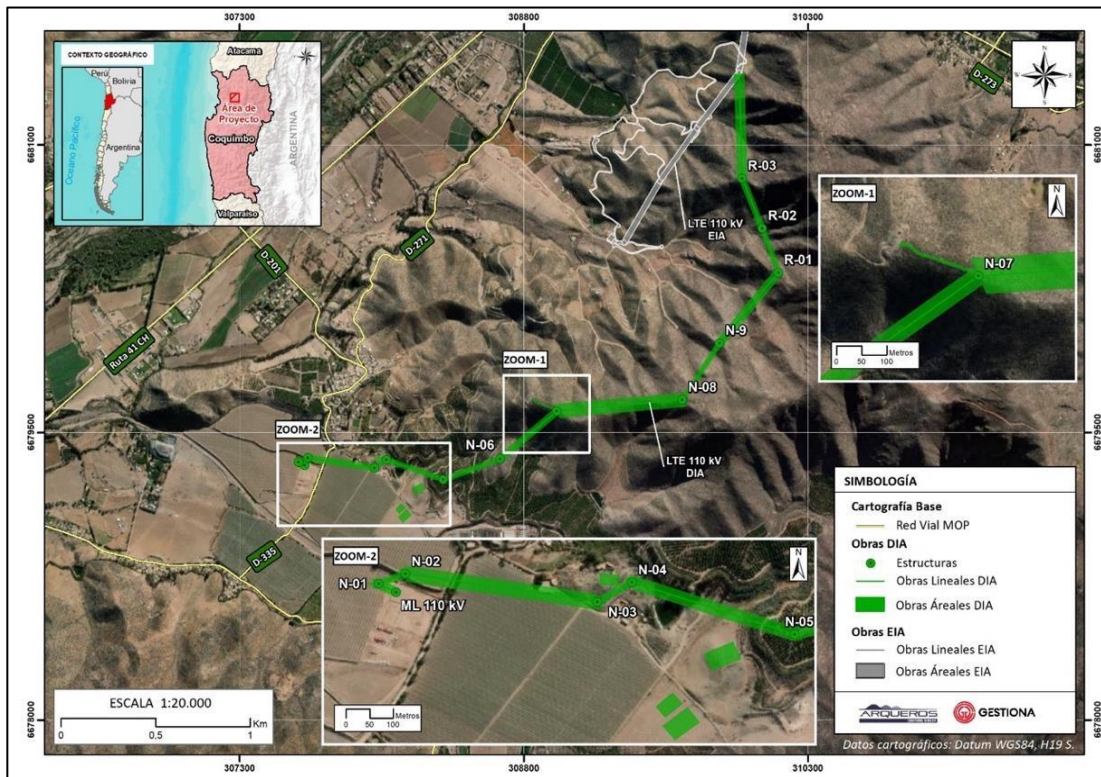 307300
308800
310300
CONTEXTO GEOGRÁFICO
Perú
Bolivia
Argentina
Océano Pacífico
Atacama
Área de
Proyecto
Coquimbo
ARGENTINA
Valparaíso
N
W
E
S
D-273
6681000
6681000
D-271
D-201
Ruta 41 CH
LTE 110 kV
EIA
R-03
R-02
R-01
N-9
N-08
ZOOM-1
N-07
N
0 50 100
Metros
ZOOM-1
ZOOM-2
N-06
LTE 110 kV
DIA
6679500
6679500
D-335
ZOOM-2
N
N-01
N-02
ML 110 kV
N-03
N-04
N-05
0 50 100
Metros
ESCALA 1:20.000
0 0,5 1
Km
6678000
6678000
SIMBOLOGÍA
Cartografía Base
Red Vial MOP
Obras DIA
Estructuras
Obras Lineales DIA
Obras Áreales DIA
Obras EIA
Obras Lineales EIA
Obras Áreales EIA
ARQUEROS
GESTIONA
Datos cartográficos: Datum WGS84, H19 S.